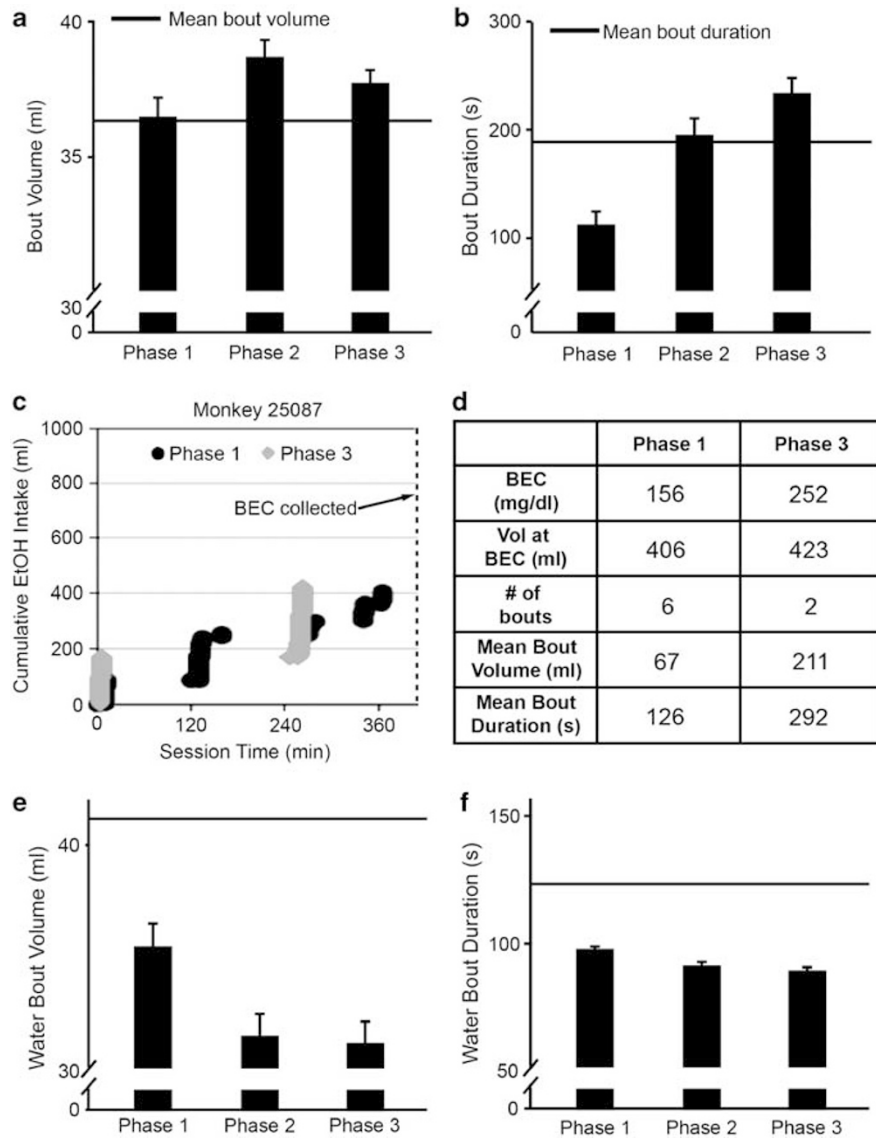 a
Mean bout volume
Bout Volume (ml)
40
35
30
0
Phase 1 Phase 2 Phase 3
b
Mean bout duration
Bout Duration (s)
300
200
100
0
Phase 1 Phase 2 Phase 3
c
Monkey 25087
Phase 1 Phase 3
BEC collected
Cumulative EtOH Intake (ml)
1000
800
600
400
200
0
0 120 240 360
Session Time (min)
d
Phase 1 Phase 3
BEC
(mg/dl)
156 252
Vol at
BEC (ml)
406 423
# of
bouts
6 2
Mean Bout
Volume (ml)
67 211
Mean Bout
Duration (s)
126 292
e
Water Bout Volume (ml)
40
30
0
Phase 1 Phase 2 Phase 3
f
Water Bout Duration (s)
150
100
50
0
Phase 1 Phase 2 Phase 3